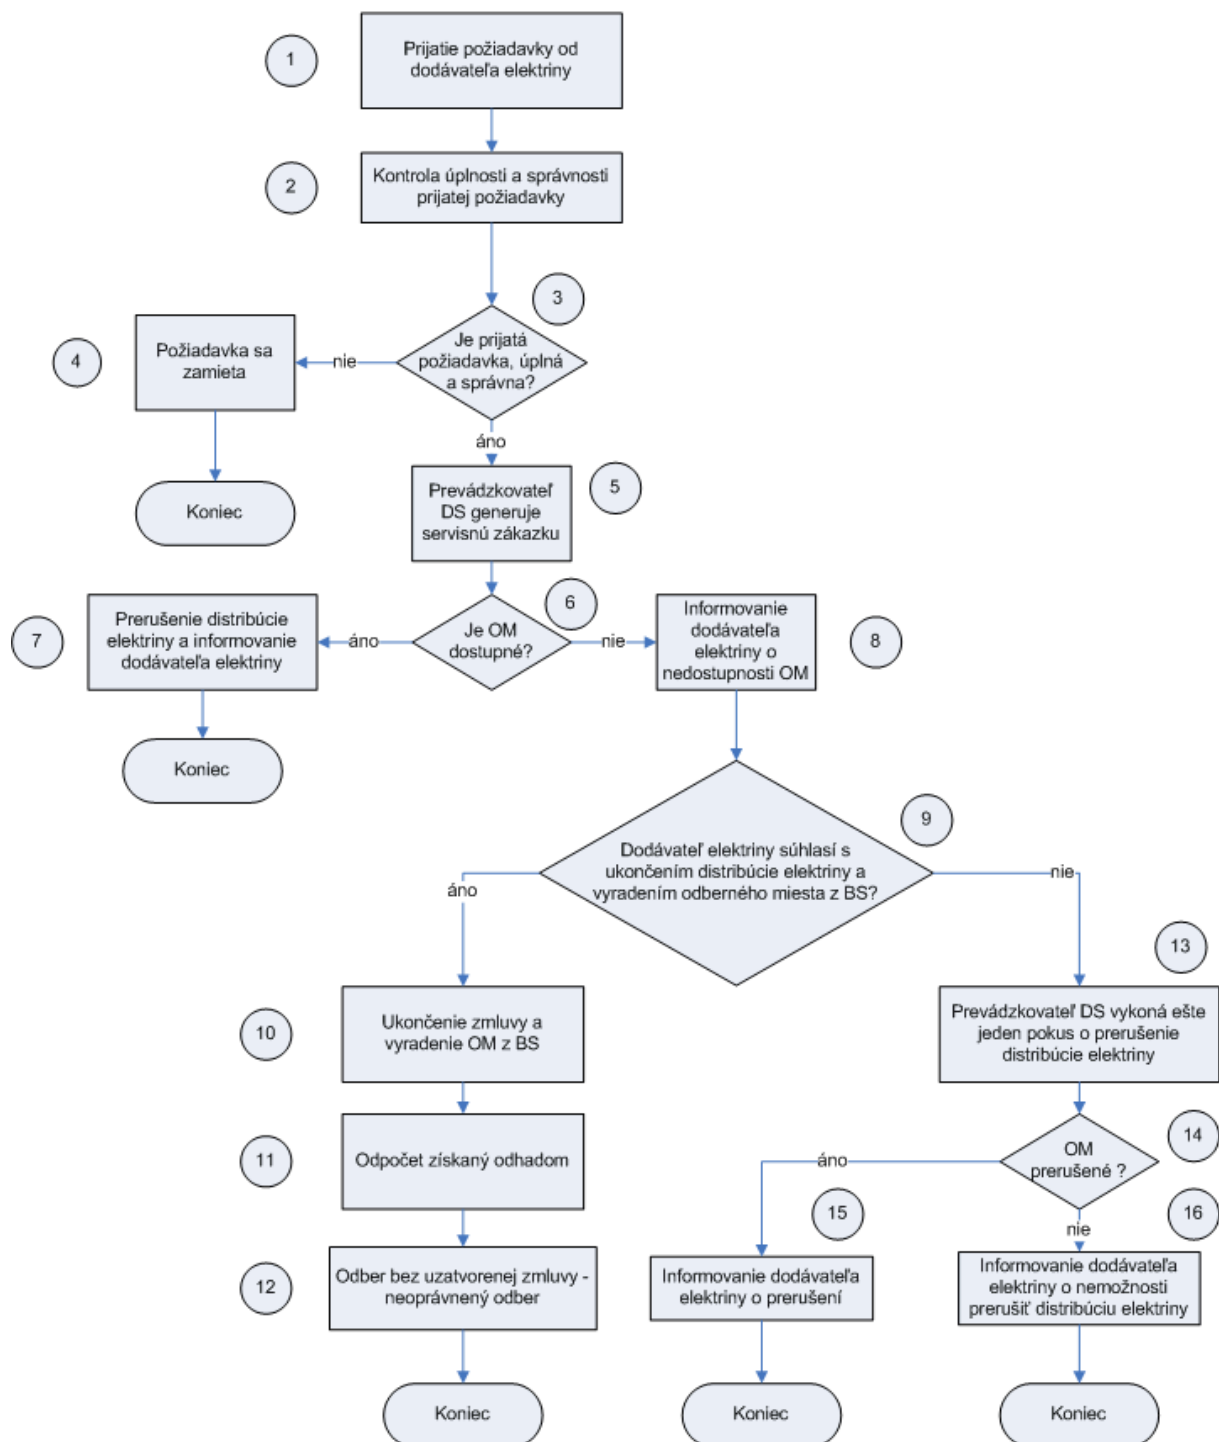 1
Prijatie požiadavky od
dodávateľa elektriny
2
Kontrola úplnosti a správnosti
prijatej požiadavky
3
Je prijatá
požiadavka, úplná
a správna?
nie
4
Požiadavka sa
zamieta
Koniec
áno
5
Prevádzkovateľ
DS generuje
servisnú zákazku
6
Je OM
dostupné?
áno
nie
7
Prerušenie distribúcie
elektriny a informovanie
dodávateľa elektriny
Koniec
8
Informovanie
dodávateľa
elektriny o
nedostupnosti OM
9
Dodávateľ elektriny súhlasí s
ukončením distribúcie elektriny a
vyradením odberného miesta z BS?
áno
nie
10
Ukončenie zmluvy a
vyradenie OM z BS
11
Odpočet získaný odhadom
12
Odber bez uzatvorenej zmluvy -
neoprávnený odber
Koniec
13
Prevádzkovateľ DS vykoná ešte
jeden pokus o prerušenie
distribúcie elektriny
14
OM
prerušené ?
áno
nie
15
Informovanie dodávateľa
elektriny o prerušení
Koniec
16
Informovanie dodávateľa
elektriny o nemožnosti
prerušiť distribúciu elektriny
Koniec